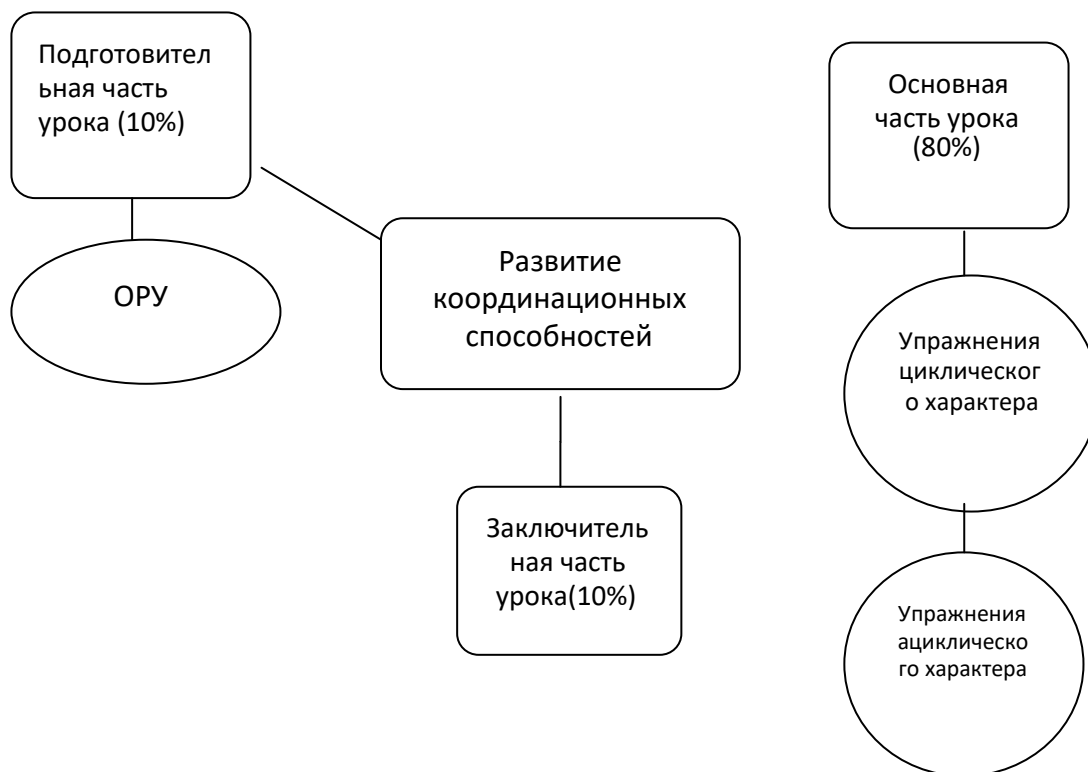 Подготовител
ьная часть
урока (10%)
Основная
часть урока
(80%)
ОРУ
Развитие
координационных
способностей
Упражнения
циклическог
о характера
Заключитель
ная часть
урока(10%)
Упражнения
ациклическо
го характера